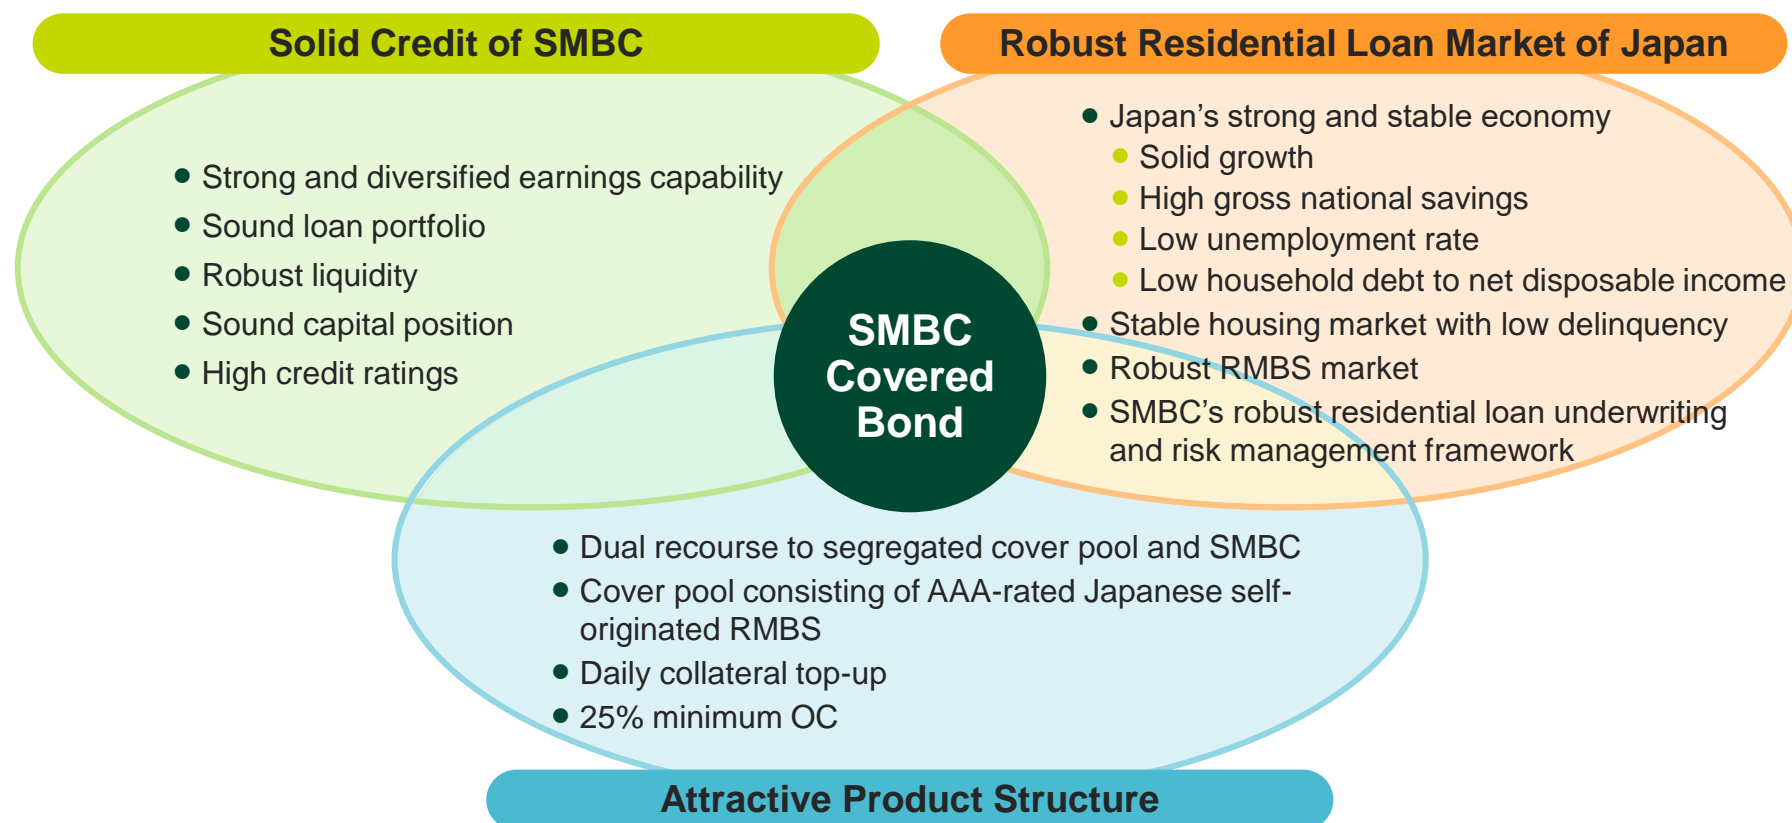 Solid Credit of SMBC
• Strong and diversified earnings capability
• Sound loan portfolio
• Robust liquidity
• Sound capital position
• High credit ratings
Robust Residential Loan Market of Japan
• Japan’s strong and stable economy
• Solid growth
• High gross national savings
• Low unemployment rate
• Low household debt to net disposable income
• Stable housing market with low delinquency
• Robust RMBS market
• SMBC’s robust residential loan underwriting
and risk management framework
SMBC
Covered
Bond
• Dual recourse to segregated cover pool and SMBC
• Cover pool consisting of AAA-rated Japanese self-
originated RMBS
• Daily collateral top-up
• 25% minimum OC
Attractive Product Structure